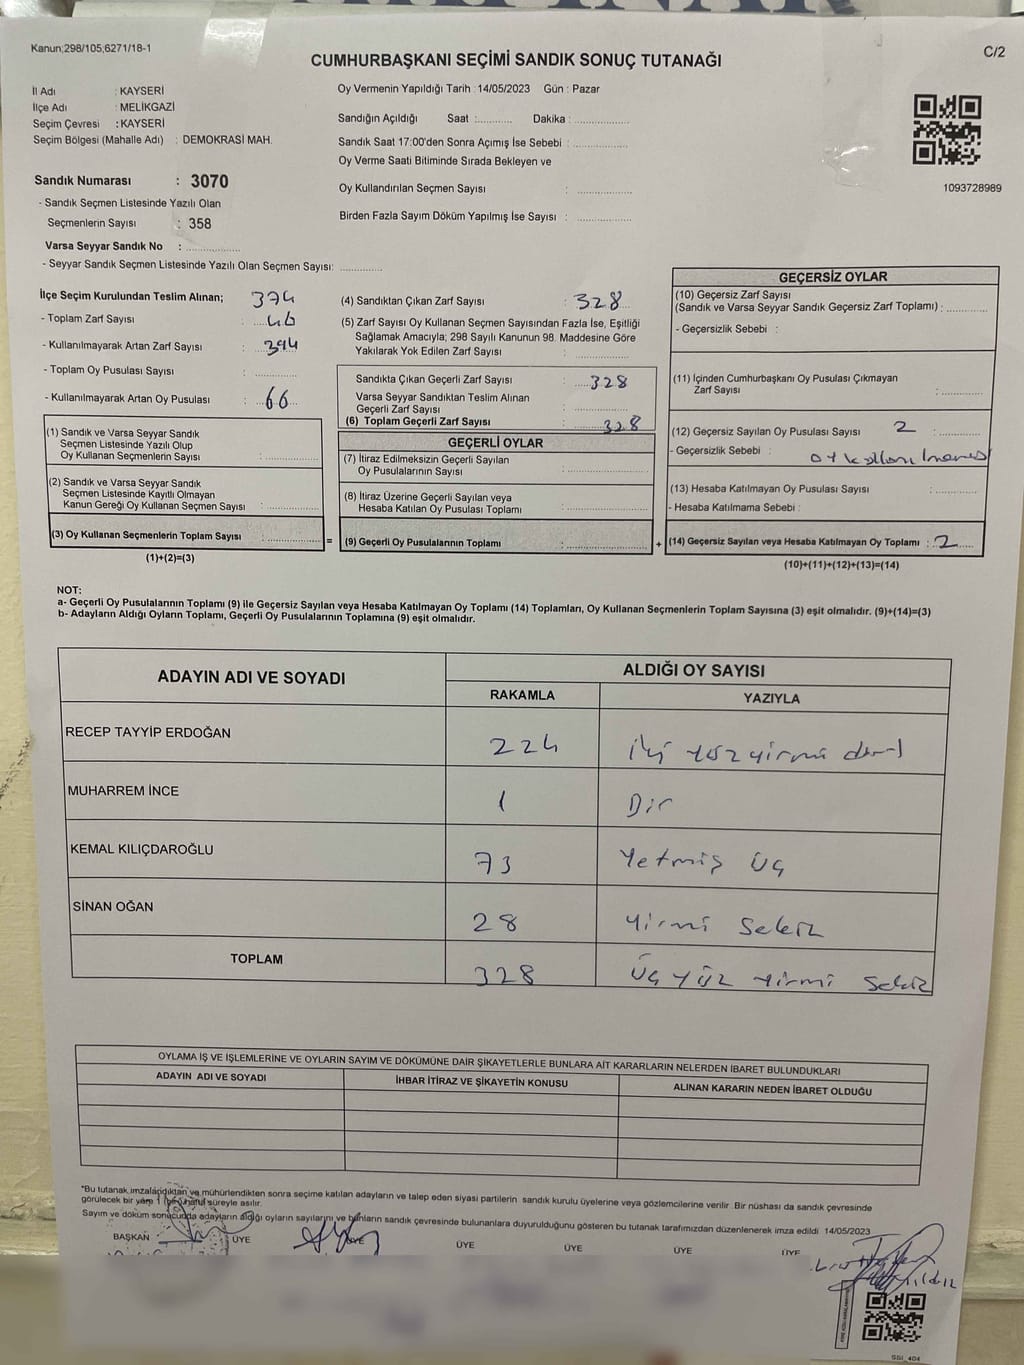 Kanun;298/105;6271/18-1
C/2
CUMHURBAŞKANI SEÇİMİ SANDIK SONUÇ TUTANAĞI
İl Adı : KAYSERİ
İlçe Adı : MELİKGAZİ
Seçim Çevresi : KAYSERİ
Seçim Bölgesi (Mahalle Adı) : DEMOKRASİ MAH.
Oy Vermenin Yapıldığı Tarih : 14/05/2023 Gün : Pazar
Sandığın Açıldığı Saat :........... Dakika :..................
Sandık Saat 17:00'den Sonra Açımış İse Sebebi :..................
Oy Verme Saati Bitiminde Sırada Bekleyen ve
Oy Kullandırılan Seçmen Sayısı :..................
Birden Fazla Sayım Döküm Yapılmış İse Sayısı :..................
1093728989
Sandık Numarası : 3070
- Sandık Seçmen Listesinde Yazılı Olan
Seçmenlerin Sayısı : 358
Varsa Seyyar Sandık No :..................
- Seyyar Sandık Seçmen Listesinde Yazılı Olan Seçmen Sayısı: ..............
İlçe Seçim Kurulundan Teslim Alınan; 374
- Toplam Zarf Sayısı : 46
- Kullanılmayarak Artan Zarf Sayısı : 394
- Toplam Oy Pusulası Sayısı :
- Kullanılmayarak Artan Oy Pusulası : 66
(1) Sandık ve Varsa Seyyar Sandık
Seçmen Listesinde Yazılı Olup
Oy Kullanan Seçmenlerin Sayısı :
(2) Sandık ve Varsa Seyyar Sandık
Seçmen Listesinde Kayıtlı Olmayan
Kanun Gereği Oy Kullanan Seçmen Sayısı :
(3) Oy Kullanan Seçmenlerin Toplam Sayısı : =
(1)+(2)=(3)
(4) Sandıktan Çıkan Zarf Sayısı : 328
(5) Zarf Sayısı Oy Kullanan Seçmen Sayısından Fazla İse, Eşitliği
Sağlamak Amacıyla; 298 Sayılı Kanunun 98. Maddesine Göre
Yakılarak Yok Edilen Zarf Sayısı :
Sandıkta Çıkan Geçerli Zarf Sayısı : 328
Varsa Seyyar Sandıktan Teslim Alınan
Geçerli Zarf Sayısı :
(6) Toplam Geçerli Zarf Sayısı : 328
GEÇERLİ OYLAR
(7) İtiraz Edilmeksizin Geçerli Sayılan
Oy Pusulalarının Sayısı :
(8) İtiraz Üzerine Geçerli Sayılan veya
Hesaba Katılan Oy Pusulası Toplamı :
(9) Geçerli Oy Pusulalarının Toplamı : +
GEÇERSİZ OYLAR
(10) Geçersiz Zarf Sayısı
(Sandık ve Varsa Seyyar Sandık Geçersiz Zarf Toplamı) :
- Geçersizlik Sebebi :
(11) İçinden Cumhurbaşkanı Oy Pusulası Çıkmayan
Zarf Sayısı :
(12) Geçersiz Sayılan Oy Pusulası Sayısı 2 :
- Geçersizlik Sebebi :
(13) Hesaba Katılmayan Oy Pusulası Sayısı :
- Hesaba Katılmama Sebebi :
(14) Geçersiz Sayılan veya Hesaba Katılmayan Oy Toplamı : 2
(10)+(11)+(12)+(13)=(14)
NOT:
a- Geçerli Oy Pusulalarının Toplamı (9) ile Geçersiz Sayılan veya Hesaba Katılmayan Oy Toplamı (14) Toplamları, Oy Kullanan Seçmenlerin Toplam Sayısına (3) eşit olmalıdır. (9)+(14)=(3)
b- Adayların Aldığı Oyların Toplamı, Geçerli Oy Pusulalarının Toplamına (9) eşit olmalıdır.
ADAYIN ADI VE SOYADI
ALDIĞI OY SAYISI
RAKAMLA YAZIYLA
RECEP TAYYİP ERDOĞAN 224 iki yüz yirmi dört
MUHARREM İNCE 1 Bir
KEMAL KILIÇDAROĞLU 73 Yetmiş üç
SİNAN OĞAN 28 yirmi sekiz
TOPLAM 328 üç yüz yirmi sekiz
OYLAMA İŞ VE İŞLEMLERİNE VE OYLARIN SAYIM VE DÖKÜMÜNE DAİR ŞİKAYETLERLE BUNLARA AİT KARARLARIN NELERDEN İBARET BULUNDUKLARI
ADAYIN ADI VE SOYADI İHBAR İTİRAZ VE ŞİKAYETİN KONUSU ALINAN KARARIN NEDEN İBARET OLDUĞU
*Bu tutanak imzalandıktan ve mühürlendikten sonra seçime katılan adayların ve talep eden siyasi partilerin sandık kurulu üyelerine veya gözlemcilerine verilir. Bir nüshası da sandık çevresinde
görülecek bir yere 1 (bir) hafta süreyle asılır.
Sayım ve döküm sonucunda adayların aldığı oyların sayılarını ve bunların sandık çevresinde bulunanlara duyurulduğunu gösteren bu tutanak tarafımızdan düzenlenerek imza edildi 14/05/2023
BAŞKAN ÜYE ÜYE ÜYE ÜYE ÜYE ÜYE